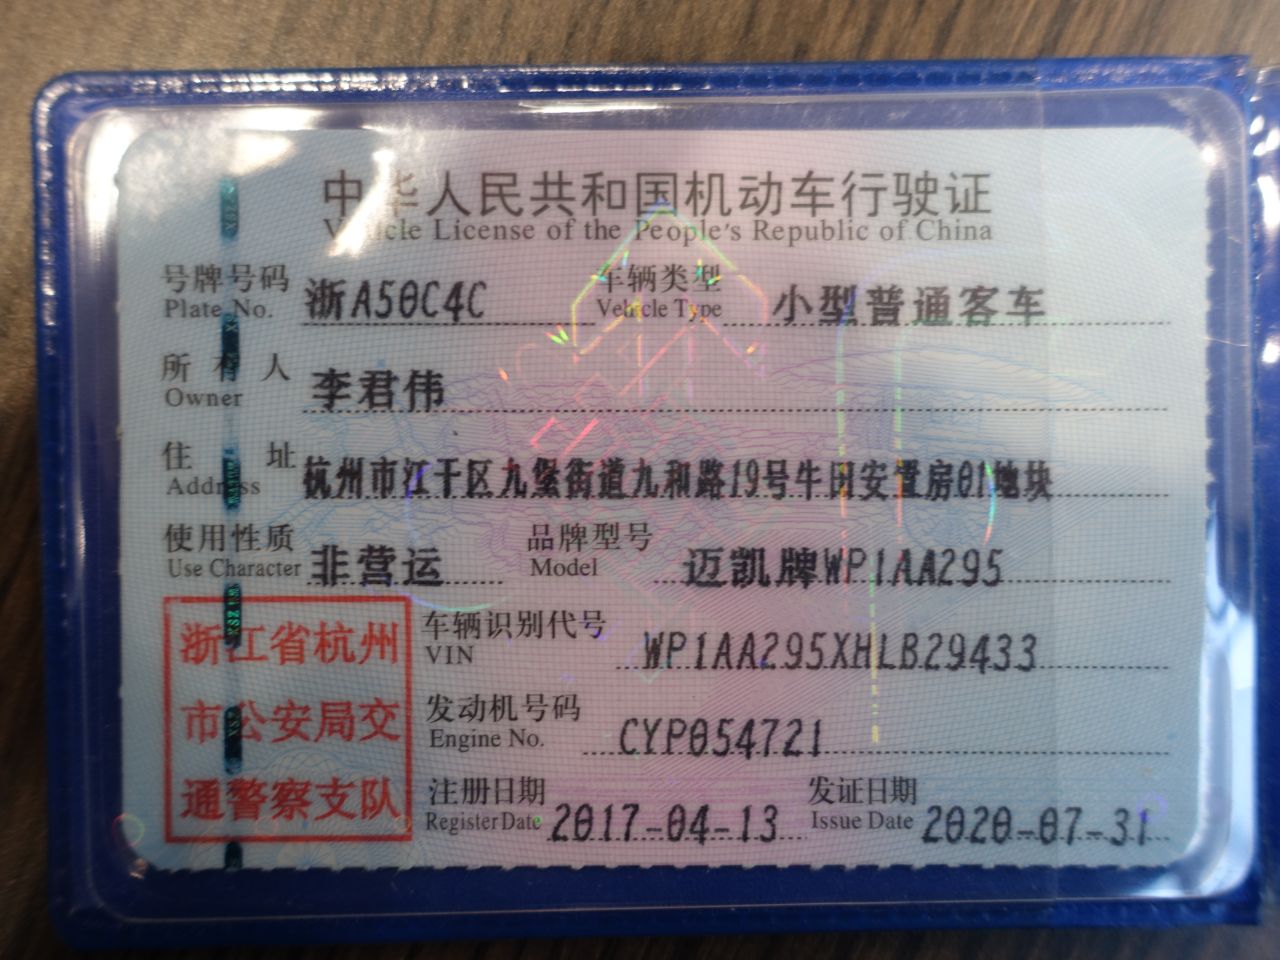 中华人民共和国机动车行驶证
Vehicle License of the People's Republic of China
号牌号码 浙A50C4C 车辆类型 小型普通客车
Plate No. Vehicle Type
所有人 李君伟
Owner
住址 杭州市江干区九堡街道九和路19号牛田安置房01地块
Address
使用性质 非营运 品牌型号 迈凯牌WP1AA295
Use Character Model
浙江省杭州
市公安局交
通警察支队
车辆识别代号 WP1AA295XHLB29433
VIN
发动机号码 CYP054721
Engine No.
注册日期 2017-04-13 发证日期 2020-07-31
Register Date Issue Date